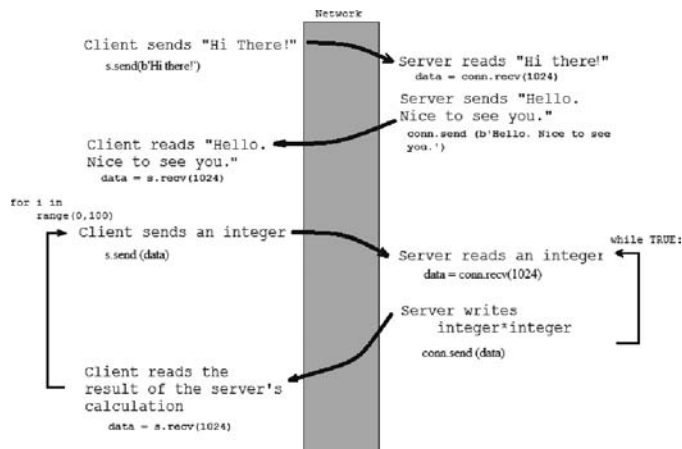 Network
Client sends "Hi There!"
s.send(b'Hi there!')
Server reads "Hi there!"
data = conn.recv(1024)
Server sends "Hello.
Nice to see you."
conn.send (b'Hello. Nice to see
you.')
Client reads "Hello.
Nice to see you."
data = s.recv(1024)
for i in
range(0,100)
Client sends an integer
s.send (data)
while TRUE:
Server reads an integer
data = conn.recv(1024)
Server writes
integer*integer
conn.send (data)
Client reads the
result of the server's
calculation
data = s.recv(1024)